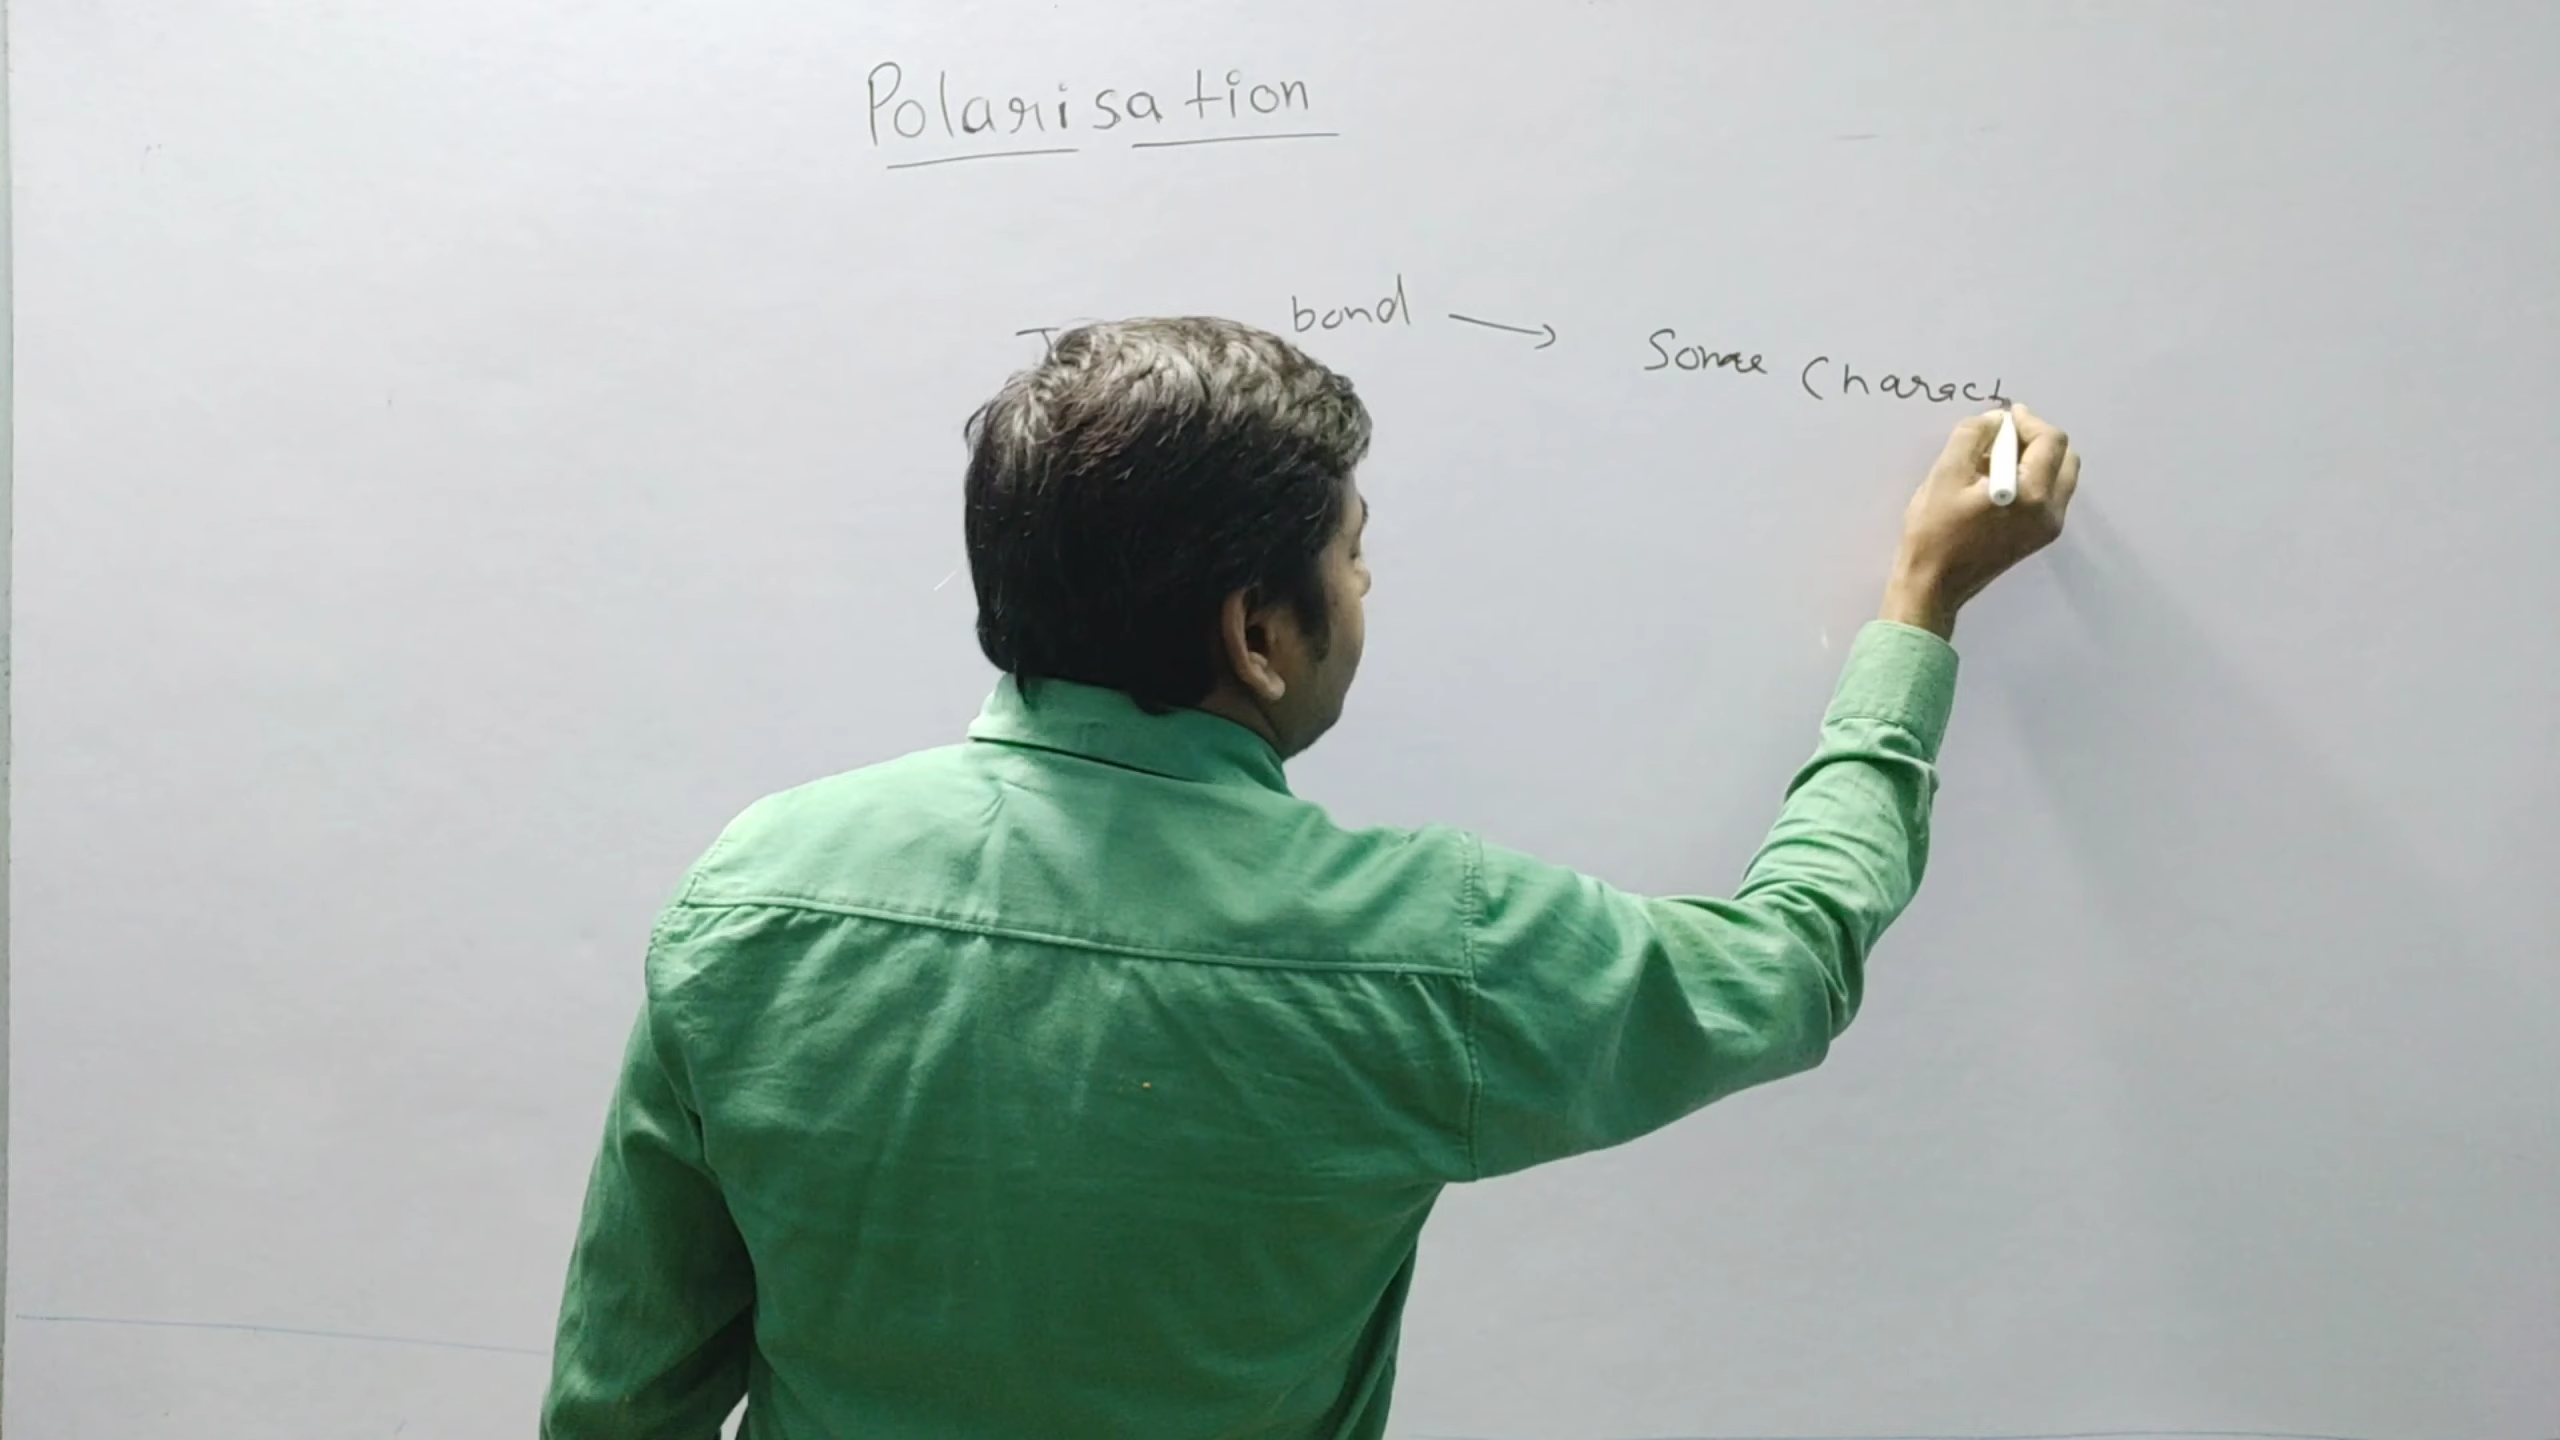 Polarisation
bond → Some Charact